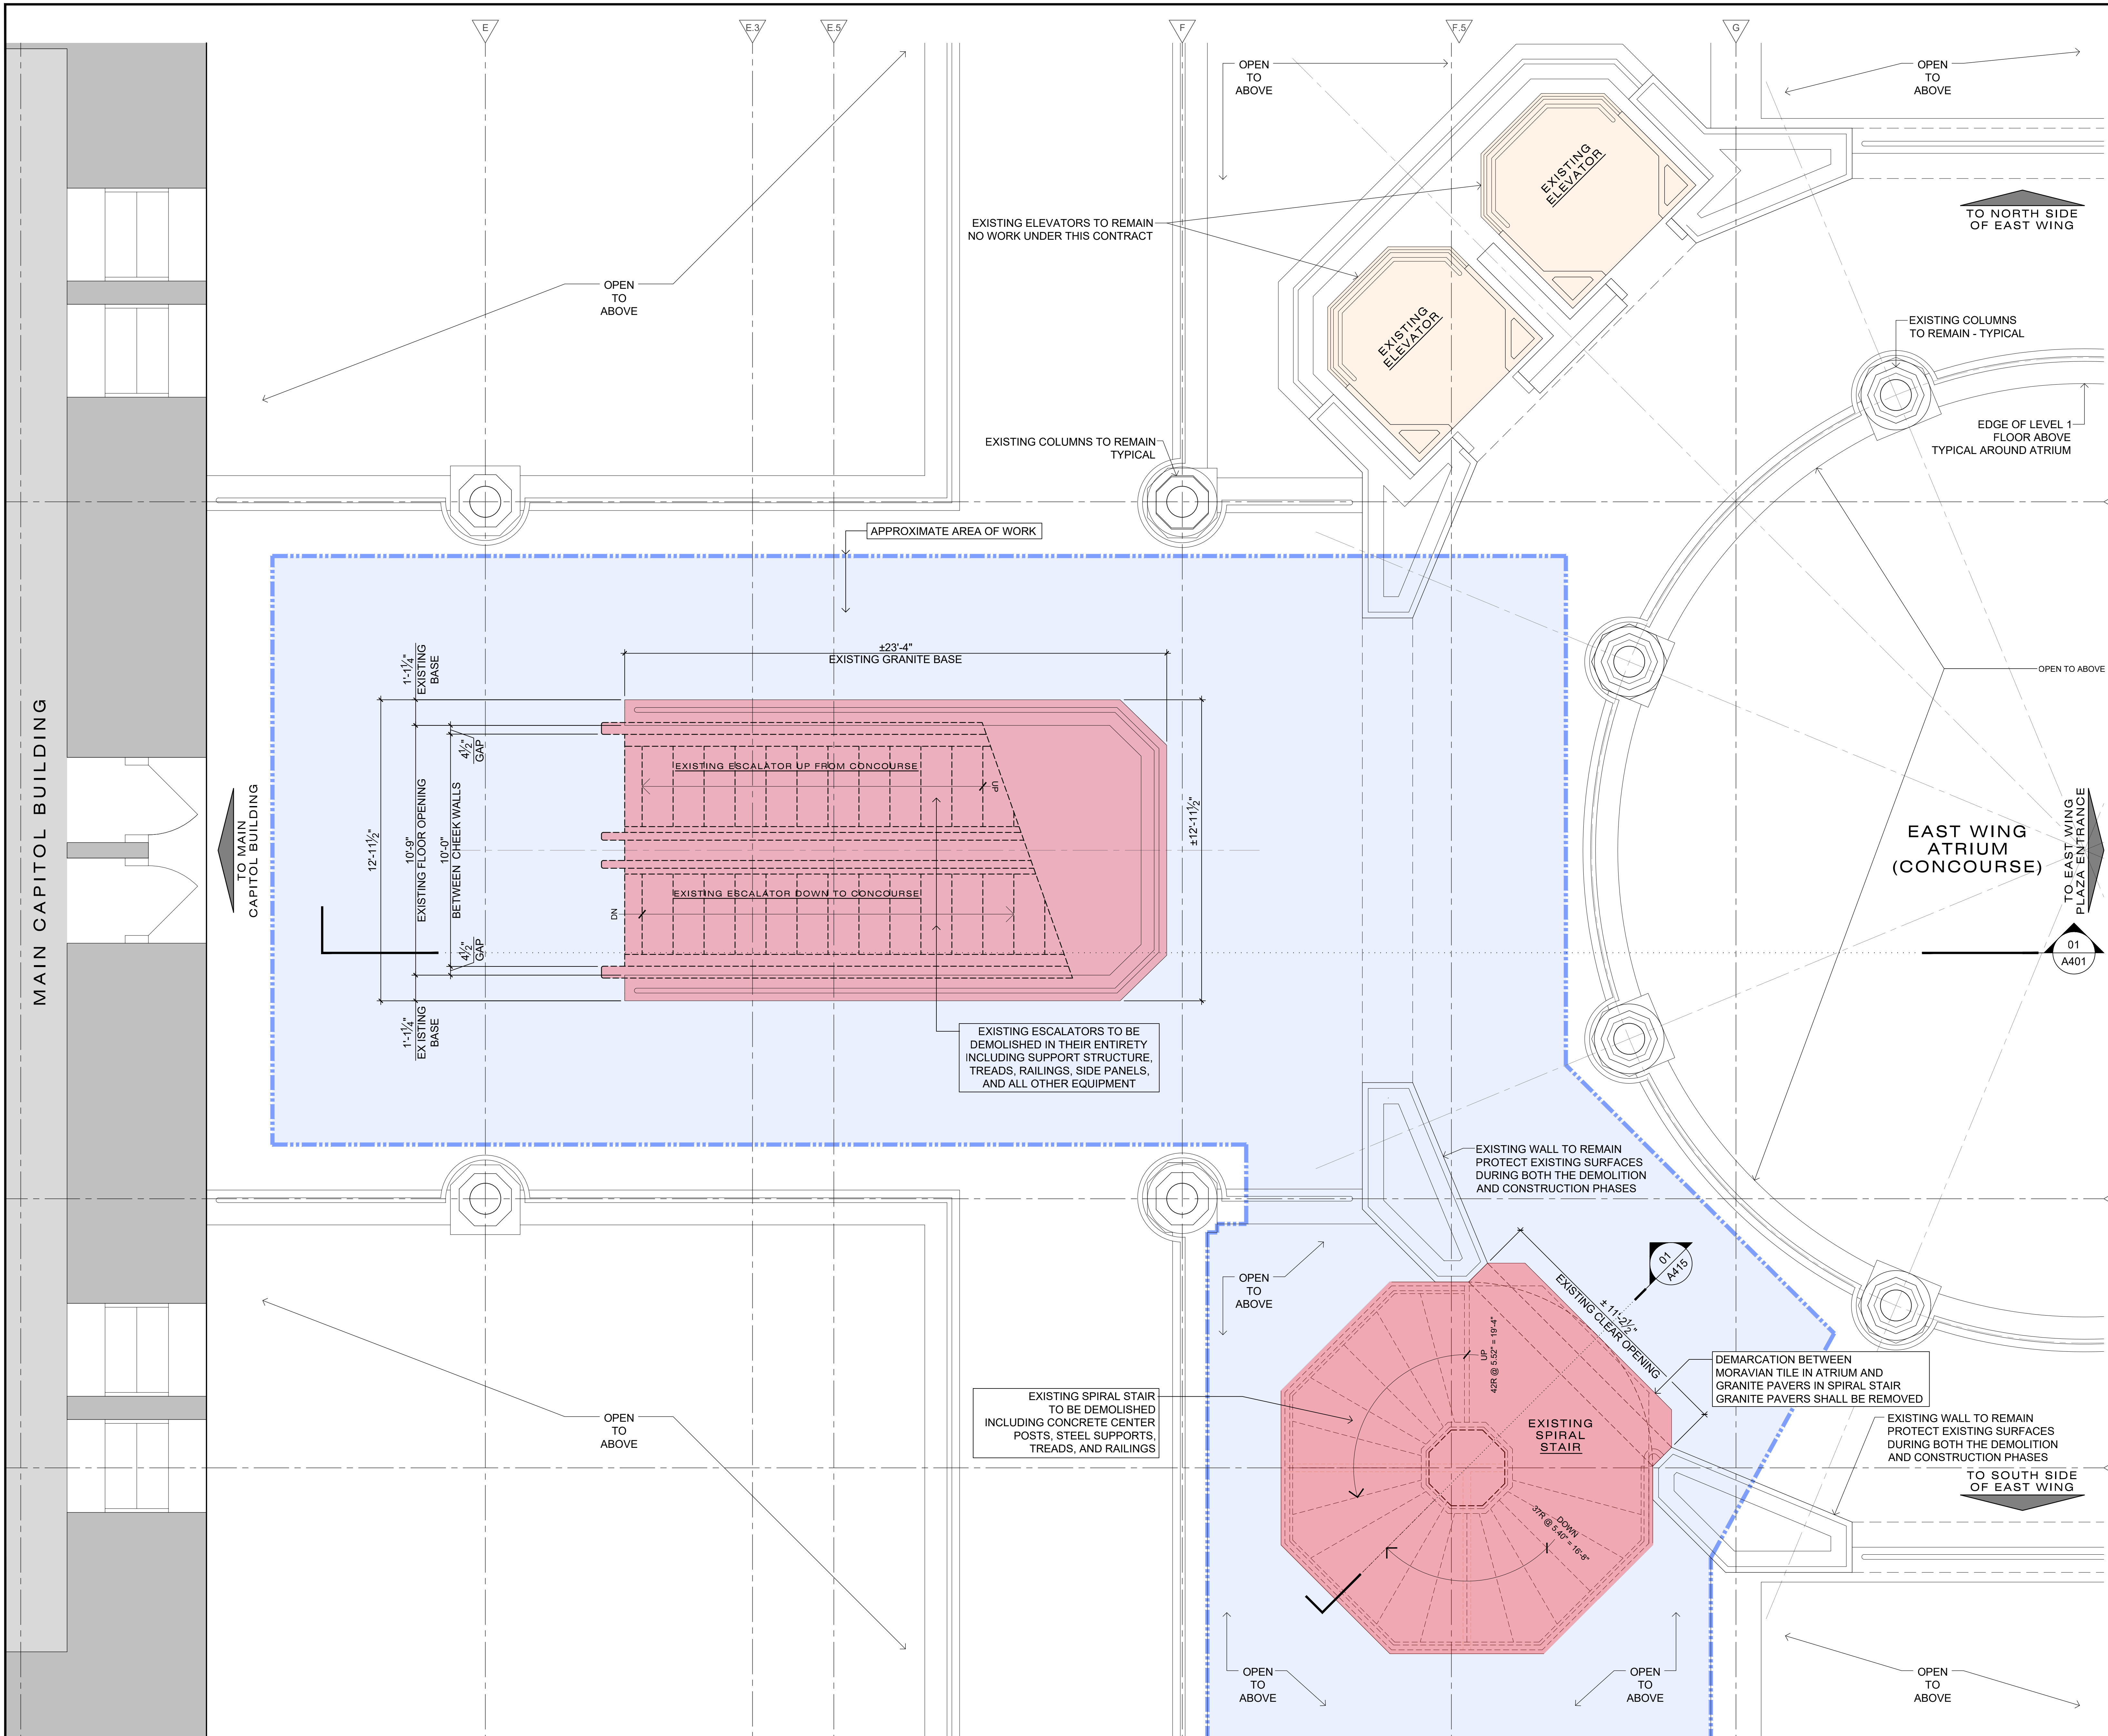 E
E.3
E.5
F
F.5
G
OPEN
TO
ABOVE
OPEN
TO
ABOVE
EXISTING
ELEVATOR
EXISTING ELEVATORS TO REMAIN
NO WORK UNDER THIS CONTRACT
TO NORTH SIDE
OF EAST WING
OPEN
TO
ABOVE
EXISTING
ELEVATOR
EXISTING COLUMNS
TO REMAIN - TYPICAL
EXISTING COLUMNS TO REMAIN
TYPICAL
EDGE OF LEVEL 1
FLOOR ABOVE
TYPICAL AROUND ATRIUM
APPROXIMATE AREA OF WORK
±23'-4"
EXISTING GRANITE BASE
1'-1¼"
EXISTING
BASE
OPEN TO ABOVE
MAIN CAPITOL BUILDING
TO MAIN
CAPITOL BUILDING
12'-11½"
10'-9"
EXISTING FLOOR OPENING
10'-0"
BETWEEN CHEEK WALLS
4½"
GAP
4½"
GAP
EXISTING ESCALATOR UP FROM CONCOURSE
UP
EXISTING ESCALATOR DOWN TO CONCOURSE
DN
±12'-11½"
EAST WING
ATRIUM
(CONCOURSE)
TO EAST WING
PLAZA ENTRANCE
01
A401
1'-1¼"
EXISTING
BASE
EXISTING ESCALATORS TO BE
DEMOLISHED IN THEIR ENTIRETY
INCLUDING SUPPORT STRUCTURE,
TREADS, RAILINGS, SIDE PANELS,
AND ALL OTHER EQUIPMENT
EXISTING WALL TO REMAIN
PROTECT EXISTING SURFACES
DURING BOTH THE DEMOLITION
AND CONSTRUCTION PHASES
01
A415
OPEN
TO
ABOVE
± 11'-2½"
EXISTING CLEAR OPENING
UP
42R @ 5.52" = 19'-4"
DEMARCATION BETWEEN
MORAVIAN TILE IN ATRIUM AND
GRANITE PAVERS IN SPIRAL STAIR
GRANITE PAVERS SHALL BE REMOVED
EXISTING SPIRAL STAIR
TO BE DEMOLISHED
INCLUDING CONCRETE CENTER
POSTS, STEEL SUPPORTS,
TREADS, AND RAILINGS
OPEN
TO
ABOVE
EXISTING
SPIRAL
STAIR
EXISTING WALL TO REMAIN
PROTECT EXISTING SURFACES
DURING BOTH THE DEMOLITION
AND CONSTRUCTION PHASES
TO SOUTH SIDE
OF EAST WING
DOWN
37R @ 5.40" = 16'-8"
OPEN
TO
ABOVE
OPEN
TO
ABOVE
OPEN
TO
ABOVE